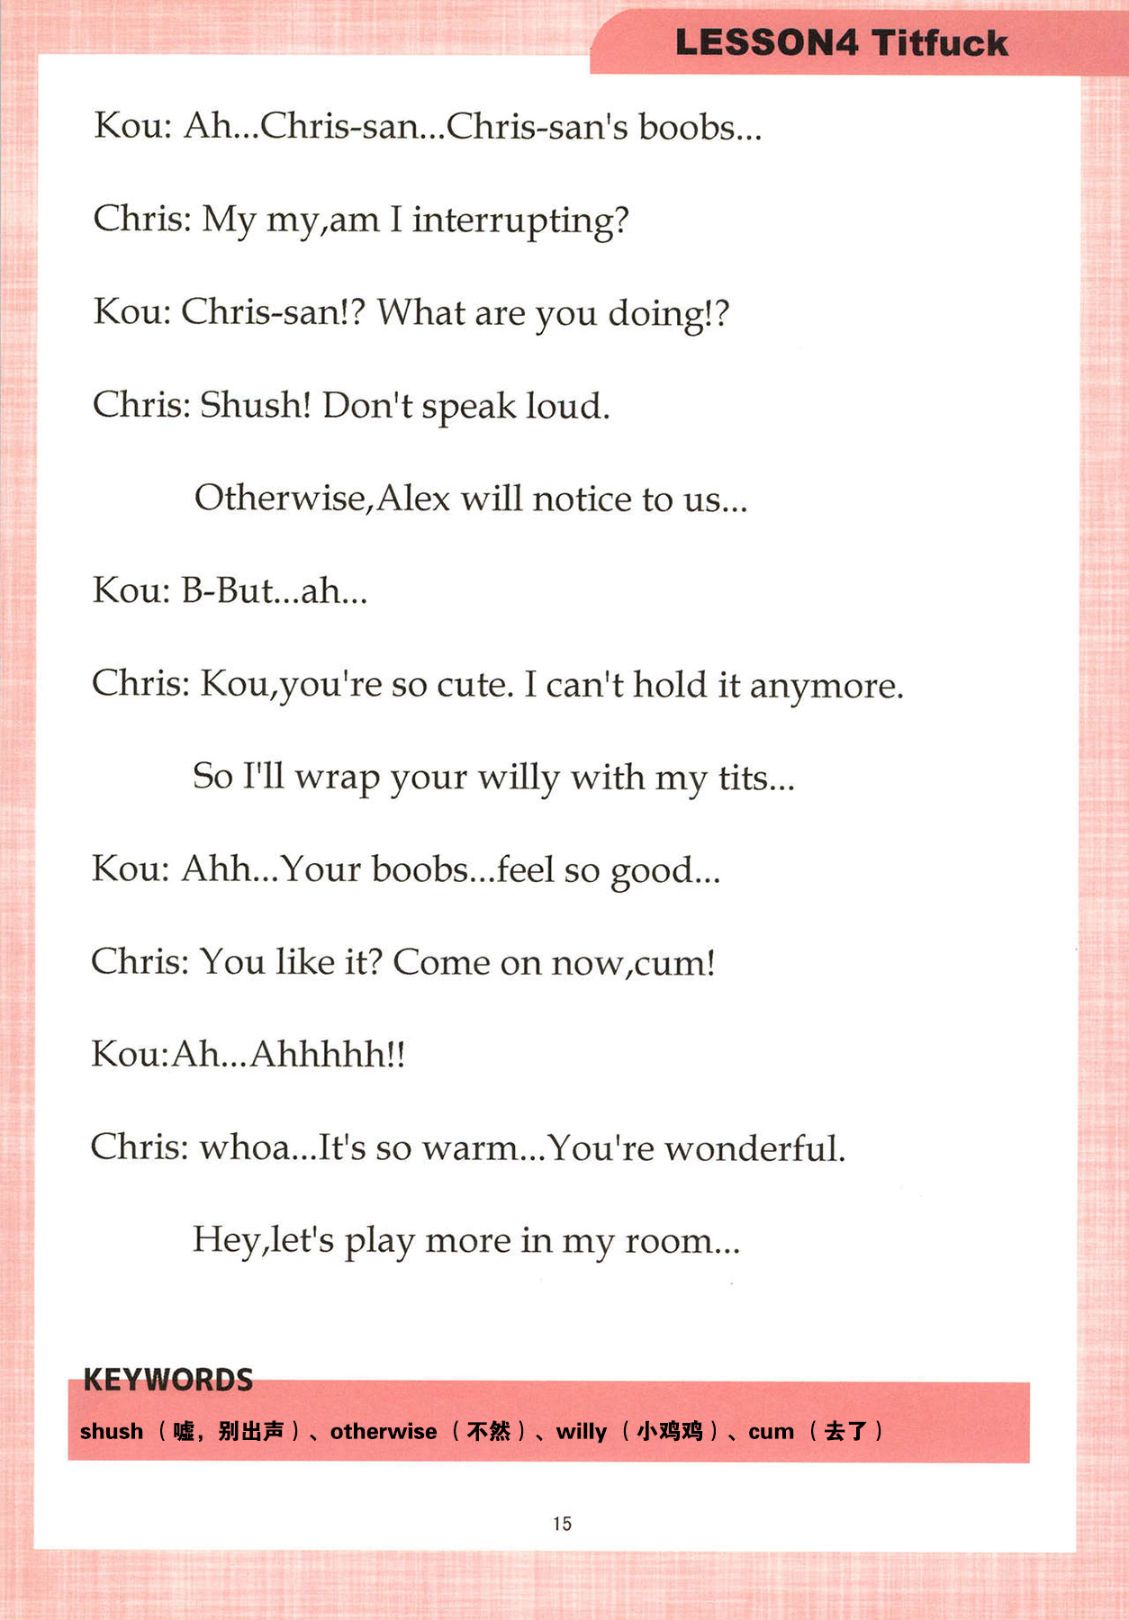 LESSON4 Titfuck
Kou: Ah...Chris-san...Chris-san's boobs...
Chris: My my,am I interrupting?
Kou: Chris-san!? What are you doing!?
Chris: Shush! Don't speak loud.
Otherwise,Alex will notice to us...
Kou: B-But...ah...
Chris: Kou,you're so cute. I can't hold it anymore.
So I'll wrap your willy with my tits...
Kou: Ahh...Your boobs...feel so good...
Chris: You like it? Come on now,cum!
Kou:Ah...Ahhhhh!!
Chris: whoa...It's so warm...You're wonderful.
Hey,let's play more in my room...
KEYWORDS
shush（嘘，别出声）、otherwise（不然）、willy（小鸡鸡）、cum（去了）
15